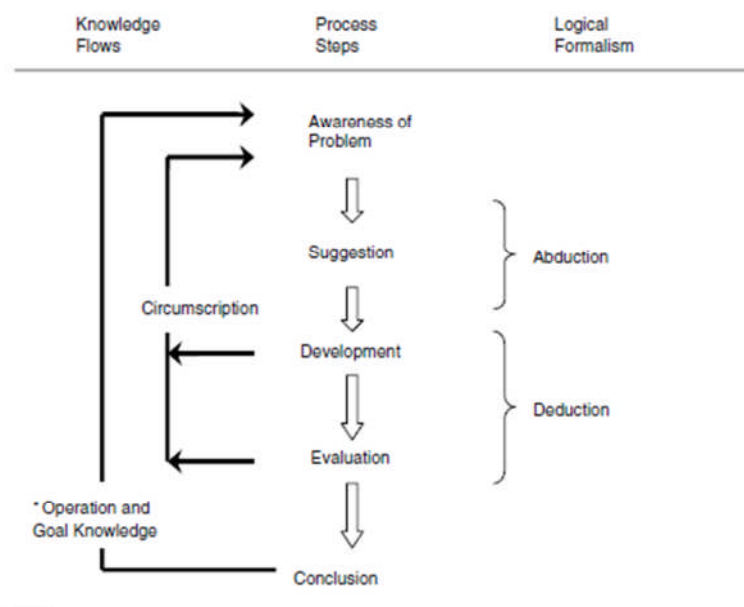 Knowledge
Flows
Process
Steps
Logical
Formalism
Awareness of
Problem
Suggestion
Abduction
Circumscription
Development
Deduction
Evaluation
* Operation and
Goal Knowledge
Conclusion